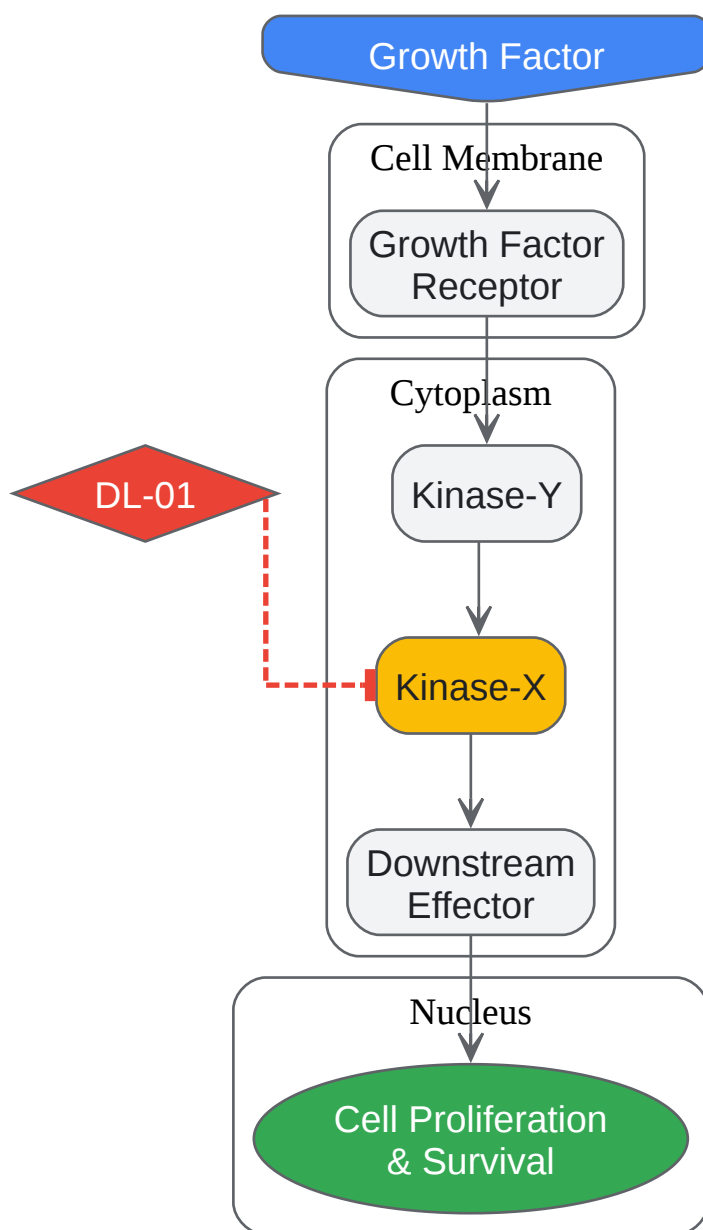 Growth Factor
Cell Membrane
Growth Factor
Receptor
Cytoplasm
DL-01
Kinase-Y
Kinase-X
Downstream
Effector
Nucleus
Cell Proliferation
& Survival